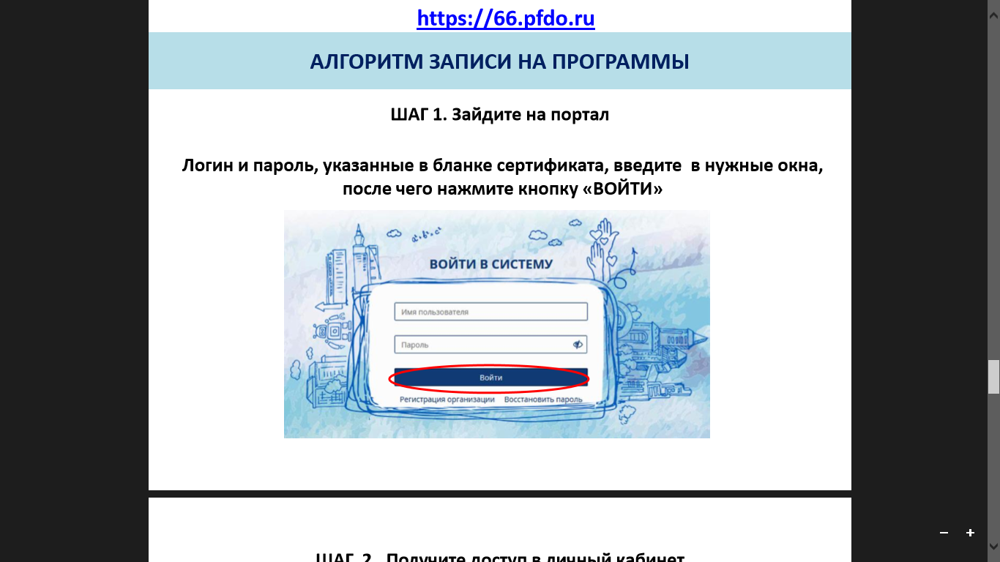 https://66.pfdo.ru
АЛГОРИТМ ЗАПИСИ НА ПРОГРАММЫ
ШАГ 1. Зайдите на портал
Логин и пароль, указанные в бланке сертификата, введите  в нужные окна,
после чего нажмите кнопку «ВОЙТИ»
ВОЙТИ В СИСТЕМУ
Имя пользователя
Пароль
Войти
Регистрация организации Восстановить пароль
ШАГ 2. Получите доступ в личный кабинет